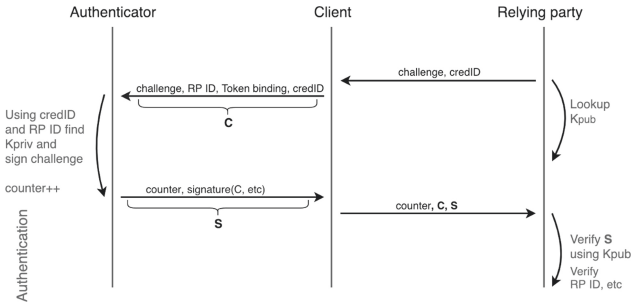 Authenticator
Client
Relying party
challenge, credID
challenge, RP ID, Token binding, credID
C
Lookup
Kpub
Using credID
and RP ID find
Kpriv and
sign challenge
counter++
counter, signature(C, etc)
S
counter, C, S
Verify S
using Kpub
Verify
RP ID, etc
Authentication